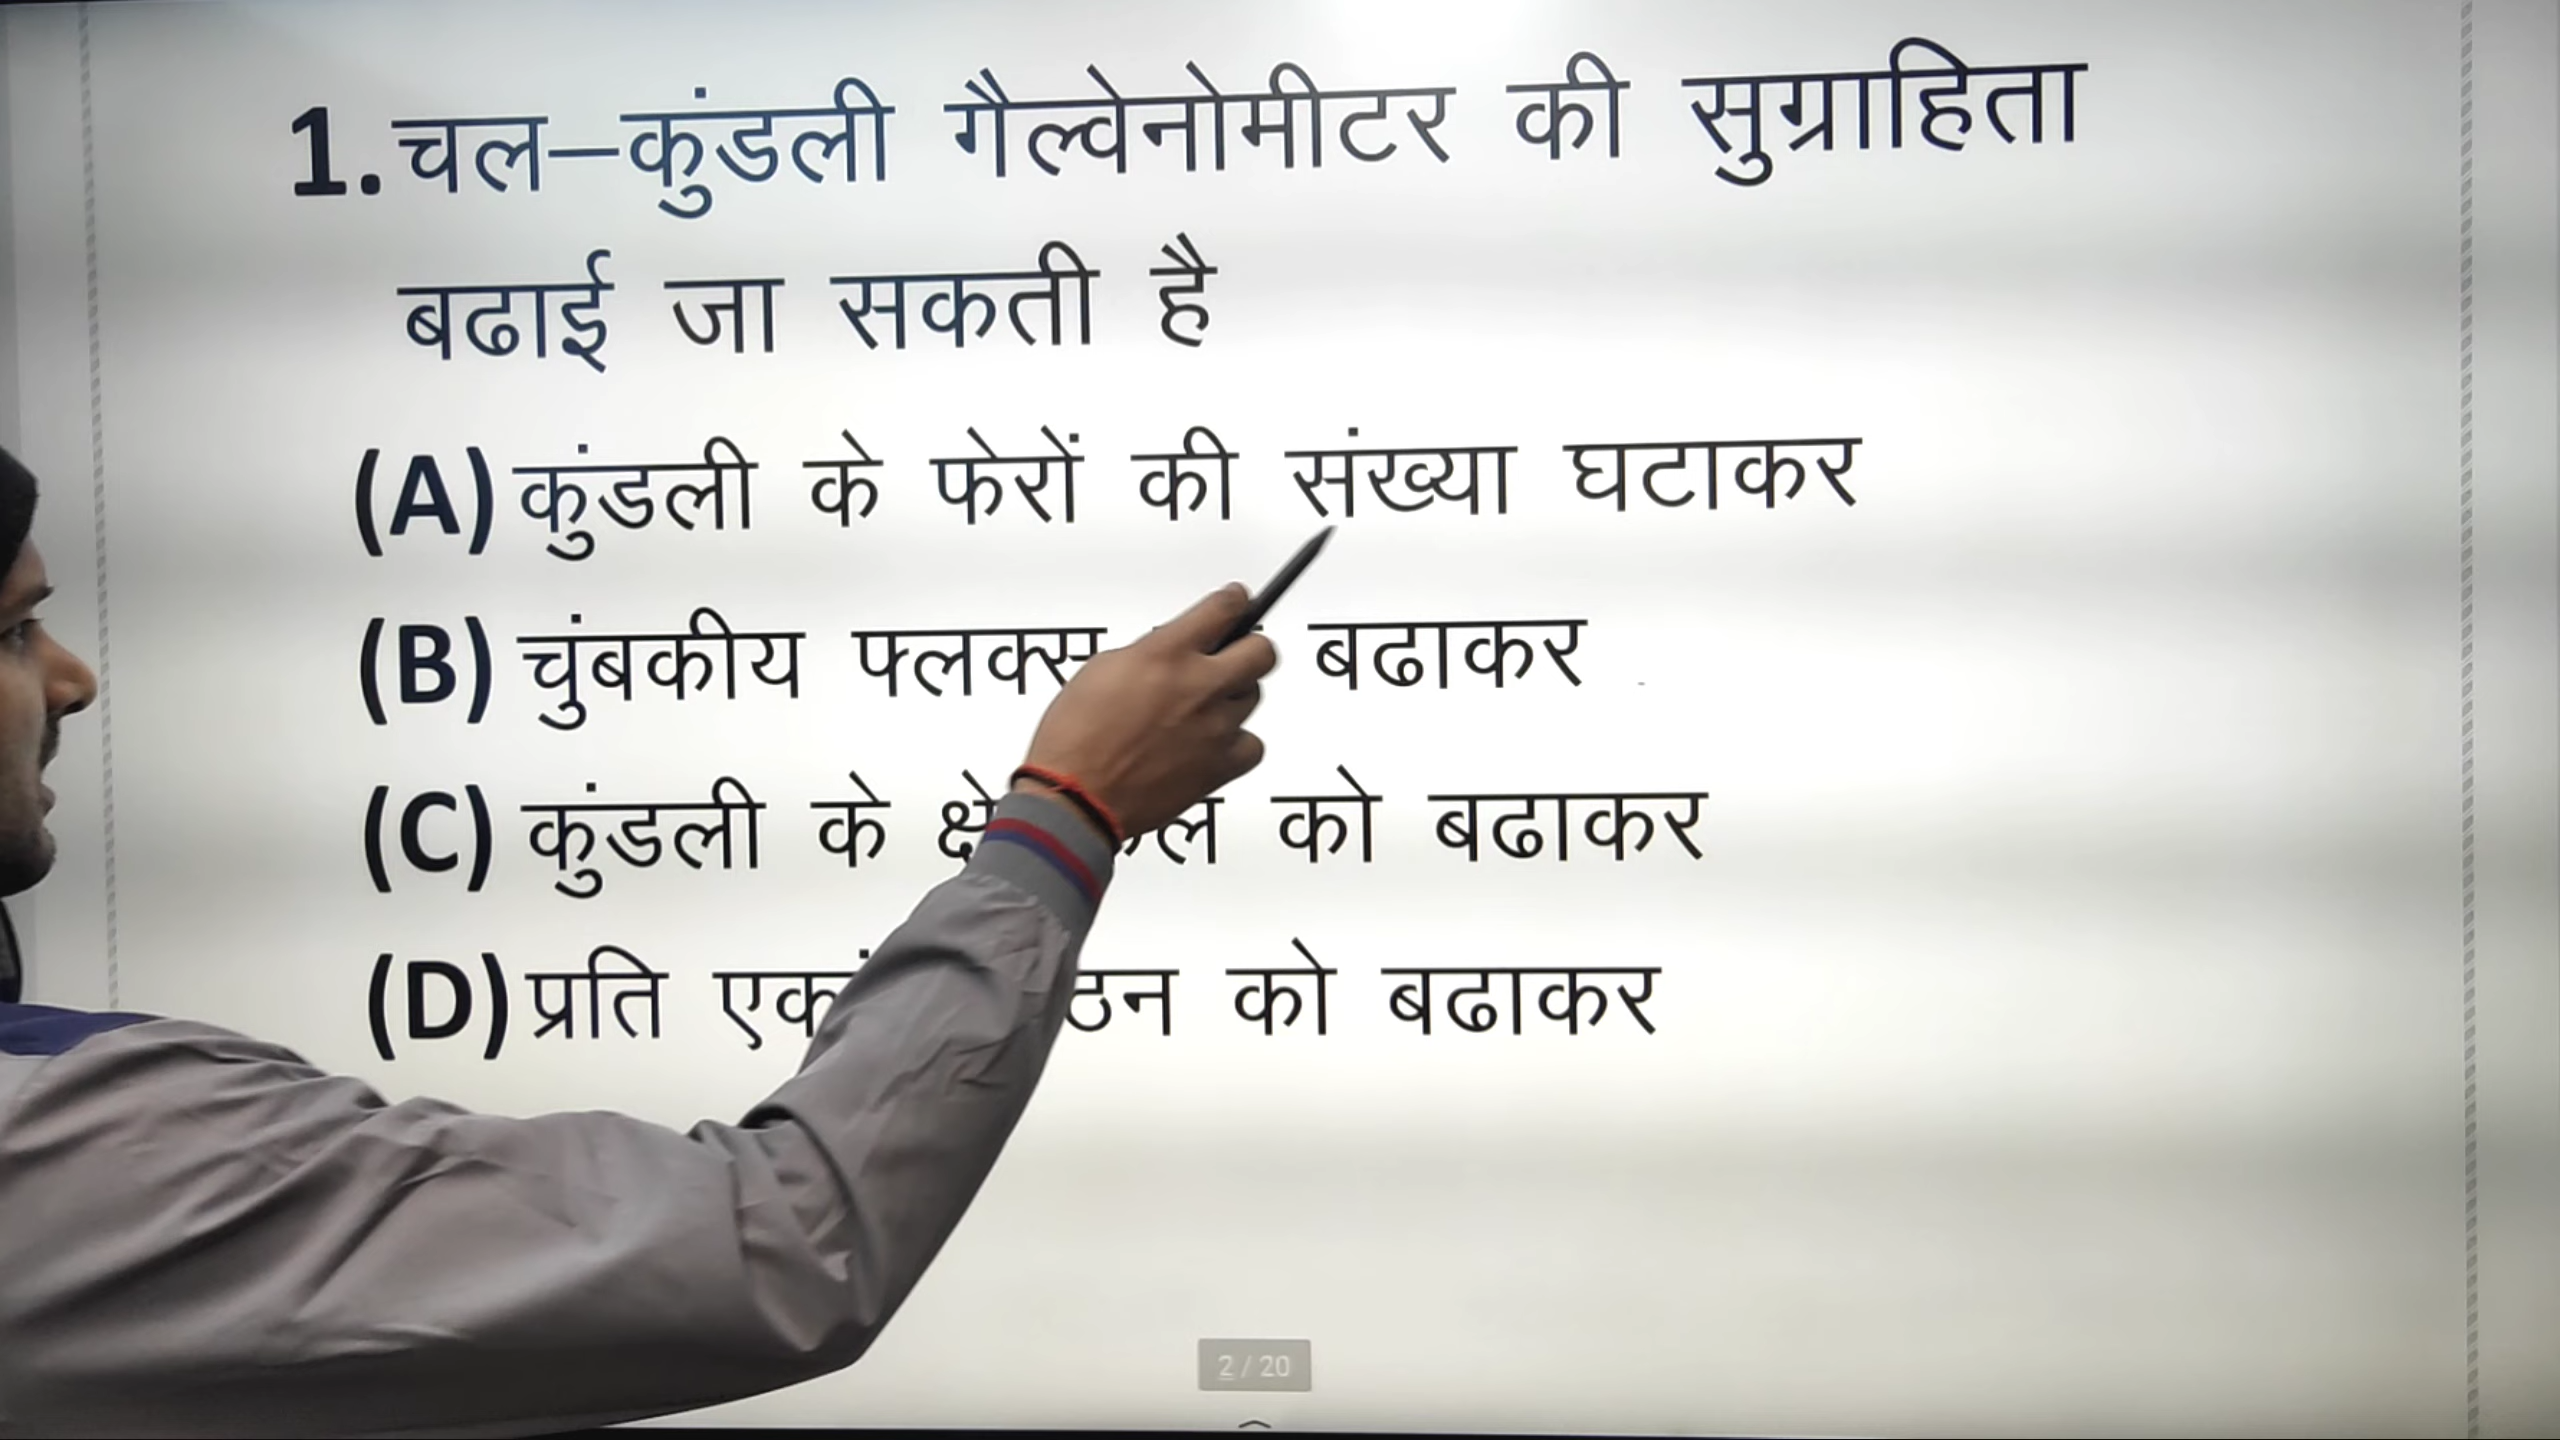 1. चल–कुंडली गैल्वेनोमीटर की सुग्राहिता
बढाई जा सकती है
(A) कुंडली के फेरों की संख्या घटाकर
(B) चुंबकीय फ्लक्स बढाकर
(C) कुंडली के को बढाकर
(D) प्रति को बढाकर
2 / 20